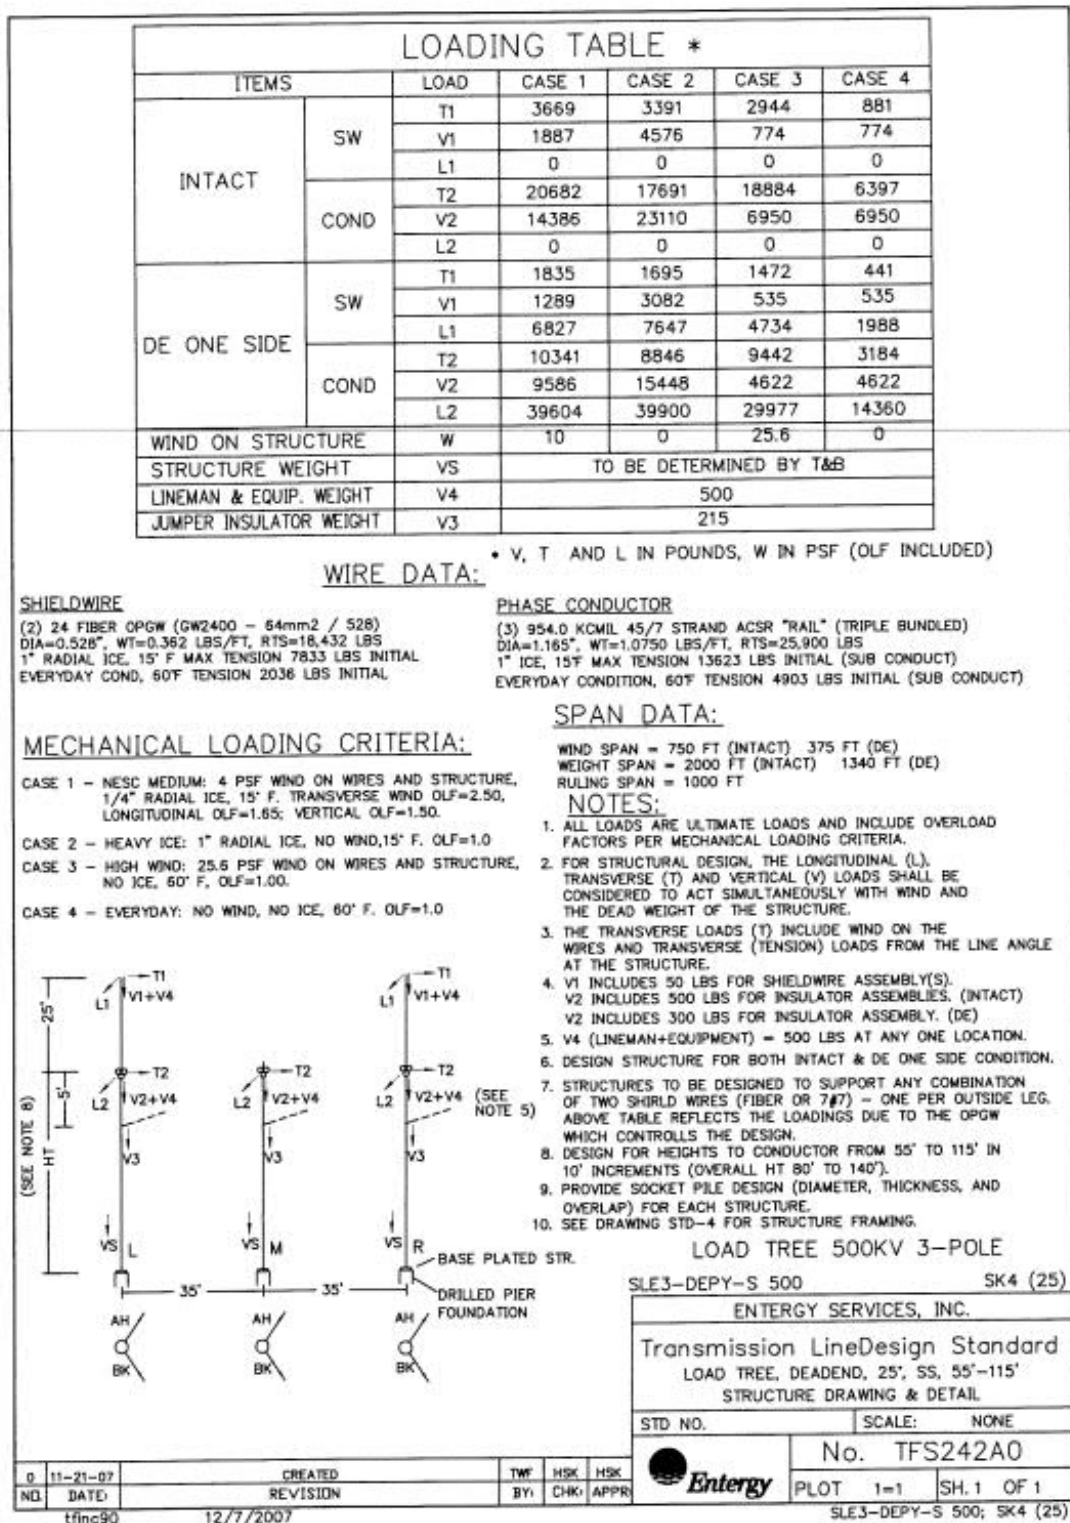 LOADING TABLE *
ITEMS LOAD CASE 1 CASE 2 CASE 3 CASE 4
INTACT SW T1 3669 3391 2944 881
V1 1887 4576 774 774
L1 0 0 0 0
COND T2 20682 17691 18884 6397
V2 14386 23110 6950 6950
L2 0 0 0 0
DE ONE SIDE SW T1 1835 1695 1472 441
V1 1289 3082 535 535
L1 6827 7647 4734 1988
COND T2 10341 8846 9442 3184
V2 9586 15448 4622 4622
L2 39604 39900 29977 14360
WIND ON STRUCTURE W 10 0 25.6 0
STRUCTURE WEIGHT VS TO BE DETERMINED BY T&B
LINEMAN & EQUIP. WEIGHT V4 500
JUMPER INSULATOR WEIGHT V3 215
* V, T AND L IN POUNDS, W IN PSF (OLF INCLUDED)
WIRE DATA:
SHIELDWIRE
(2) 24 FIBER OPGW (GW2400 - 64mm2 / 528)
DIA=0.528", WT=0.362 LBS/FT, RTS=18,432 LBS
1" RADIAL ICE, 15° F MAX TENSION 7833 LBS INITIAL
EVERYDAY COND, 60°F TENSION 2036 LBS INITIAL
PHASE CONDUCTOR
(3) 954.0 KCMIL 45/7 STRAND ACSR "RAIL" (TRIPLE BUNDLED)
DIA=1.165", WT=1.0750 LBS/FT, RTS=25,900 LBS
1" ICE, 15°F MAX TENSION 13623 LBS INITIAL (SUB CONDUCT)
EVERYDAY CONDITION, 60°F TENSION 4903 LBS INITIAL (SUB CONDUCT)
SPAN DATA:
WIND SPAN = 750 FT (INTACT) 375 FT (DE)
WEIGHT SPAN = 2000 FT (INTACT) 1340 FT (DE)
RULING SPAN = 1000 FT
MECHANICAL LOADING CRITERIA:
CASE 1 - NESC MEDIUM: 4 PSF WIND ON WIRES AND STRUCTURE,
1/4" RADIAL ICE, 15° F. TRANSVERSE WIND OLF=2.50,
LONGITUDINAL OLF=1.65; VERTICAL OLF=1.50.
CASE 2 - HEAVY ICE: 1" RADIAL ICE, NO WIND,15° F. OLF=1.0
CASE 3 - HIGH WIND: 25.6 PSF WIND ON WIRES AND STRUCTURE,
NO ICE, 60° F, OLF=1.00.
CASE 4 - EVERYDAY: NO WIND, NO ICE, 60° F. OLF=1.0
NOTES:
1. ALL LOADS ARE ULTIMATE LOADS AND INCLUDE OVERLOAD
FACTORS PER MECHANICAL LOADING CRITERIA.
2. FOR STRUCTURAL DESIGN, THE LONGITUDINAL (L),
TRANSVERSE (T) AND VERTICAL (V) LOADS SHALL BE
CONSIDERED TO ACT SIMULTANEOUSLY WITH WIND AND
THE DEAD WEIGHT OF THE STRUCTURE.
3. THE TRANSVERSE LOADS (T) INCLUDE WIND ON THE
WIRES AND TRANSVERSE (TENSION) LOADS FROM THE LINE ANGLE
AT THE STRUCTURE.
4. V1 INCLUDES 50 LBS FOR SHIELDWIRE ASSEMBLY(S).
V2 INCLUDES 500 LBS FOR INSULATOR ASSEMBLIES. (INTACT)
V2 INCLUDES 300 LBS FOR INSULATOR ASSEMBLY. (DE)
5. V4 (LINEMAN+EQUIPMENT) = 500 LBS AT ANY ONE LOCATION.
6. DESIGN STRUCTURE FOR BOTH INTACT & DE ONE SIDE CONDITION.
7. STRUCTURES TO BE DESIGNED TO SUPPORT ANY COMBINATION
OF TWO SHIRLD WIRES (FIBER OR 7#7) - ONE PER OUTSIDE LEG.
ABOVE TABLE REFLECTS THE LOADINGS DUE TO THE OPGW
WHICH CONTROLLS THE DESIGN.
8. DESIGN FOR HEIGHTS TO CONDUCTOR FROM 55' TO 115' IN
10' INCREMENTS (OVERALL HT 80' TO 140').
9. PROVIDE SOCKET PILE DESIGN (DIAMETER, THICKNESS, AND
OVERLAP) FOR EACH STRUCTURE.
10. SEE DRAWING STD-4 FOR STRUCTURE FRAMING.
T1 T1
L1 V1+V4 L1 V1+V4
25'
T2 T2 T2
5'
L2 V2+V4 L2 V2+V4 L2 V2+V4
(SEE
NOTE 5)
(SEE NOTE 8)
HT
V3 V3 V3
VS L VS M VS R
BASE PLATED STR.
35' 35'
DRILLED PIER
FOUNDATION
AH AH AH
BK BK BK
LOAD TREE 500KV 3-POLE
SLE3-DEPY-S 500 SK4 (25)
ENTERGY SERVICES, INC.
Transmission LineDesign Standard
LOAD TREE, DEADEND, 25°, SS, 55'-115'
STRUCTURE DRAWING & DETAIL
STD NO. SCALE: NONE
Entergy
No. TFS242A0
PLOT 1=1 SH. 1 OF 1
0 11-21-07 CREATED TWF HSK HSK
NO. DATE: REVISION BY: CHK: APPR:
tfinc90 12/7/2007
SLE3-DEPY-S 500; SK4 (25)